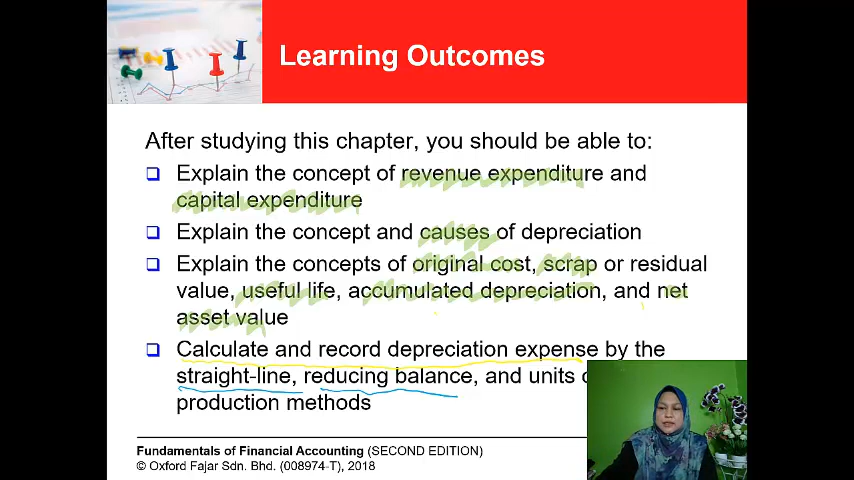 Learning Outcomes
After studying this chapter, you should be able to:
Explain the concept of revenue expenditure and
capital expenditure
Explain the concept and causes of depreciation
Explain the concepts of original cost, scrap or residual
value, useful life, accumulated depreciation, and net
asset value
Calculate and record depreciation expense by the
straight-line, reducing balance, and units
production methods
Fundamentals of Financial Accounting (SECOND EDITION)
© Oxford Fajar Sdn. Bhd. (008974-T), 2018